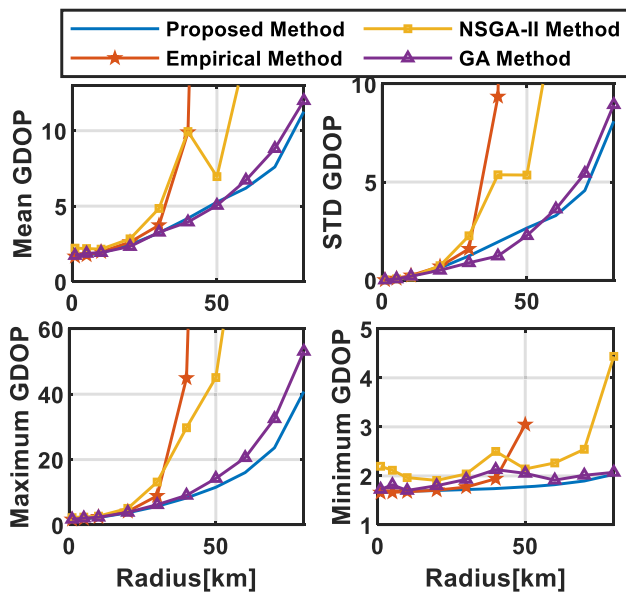 Proposed Method
NSGA-II Method
Empirical Method
GA Method
Mean GDOP
10
5
0
0
50
STD GDOP
10
5
0
0
50
Maximum GDOP
60
40
20
0
0
50
Radius[km]
Minimum GDOP
5
4
3
2
1
0
50
Radius[km]